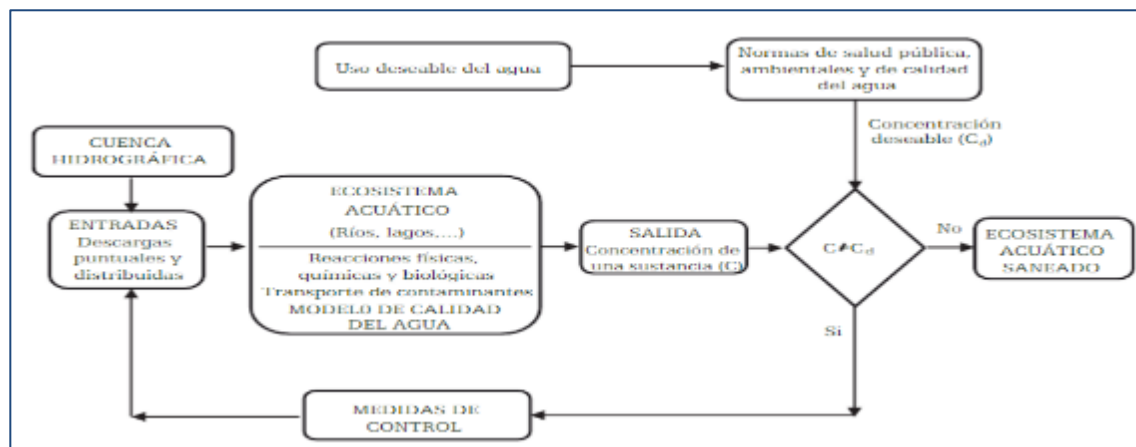 Uso deseable del agua
Normas de salud pública,
ambientales y de calidad
del agua
Concentración
deseable (Cd)
CUENCA
HIDROGRÁFICA
ENTRADAS
Descargas
puntuales y
distribuidas
ECOSISTEMA
ACUÁTICO
(Ríos, lagos,...)
Reacciones físicas,
químicas y biológicas
Transporte de contaminantes
MODELO DE CALIDAD
DEL AGUA
SALIDA
Concentración de
una sustancia (C)
C≠Cd
No
ECOSISTEMA
ACUÁTICO
SANEADO
Si
MEDIDAS DE
CONTROL